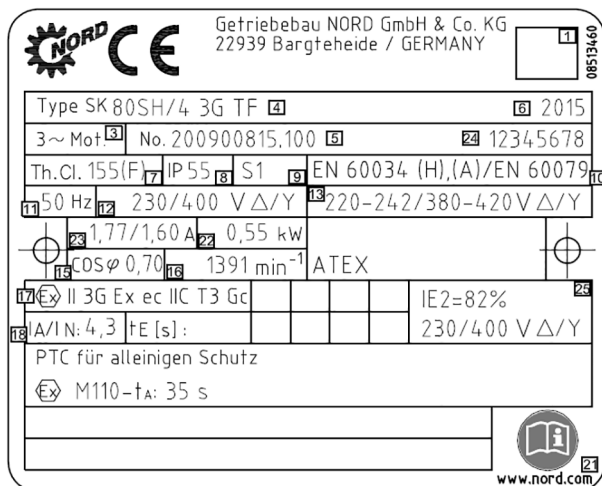 NORD CE
Getriebebau NORD GmbH & Co. KG
22939 Bargteheide / GERMANY
1
08513460
Type SK 80SH/4 3G TF 4 6 2015
3~ Mot. 3 No. 200900815.100 5 24 12345678
Th.Cl. 155(F) 7 IP 55 8 S1 9 EN 60034 (H),(A)/EN 60079 10
11 50 Hz 12 230/400 V Δ/Y 13 220-242/380-420V Δ/Y
23 1,77/1,60 A 22 0,55 kW
15 COSφ 0,70 16 1391 min⁻¹ ATEX
17 Ex II 3G Ex ec IIC T3 Gc IE2=82% 25
18 IA/IN: 4,3 tE [s] : 230/400 V Δ/Y
PTC für alleinigen Schutz
Ex M110-tA: 35 s
i
21
www.nord.com